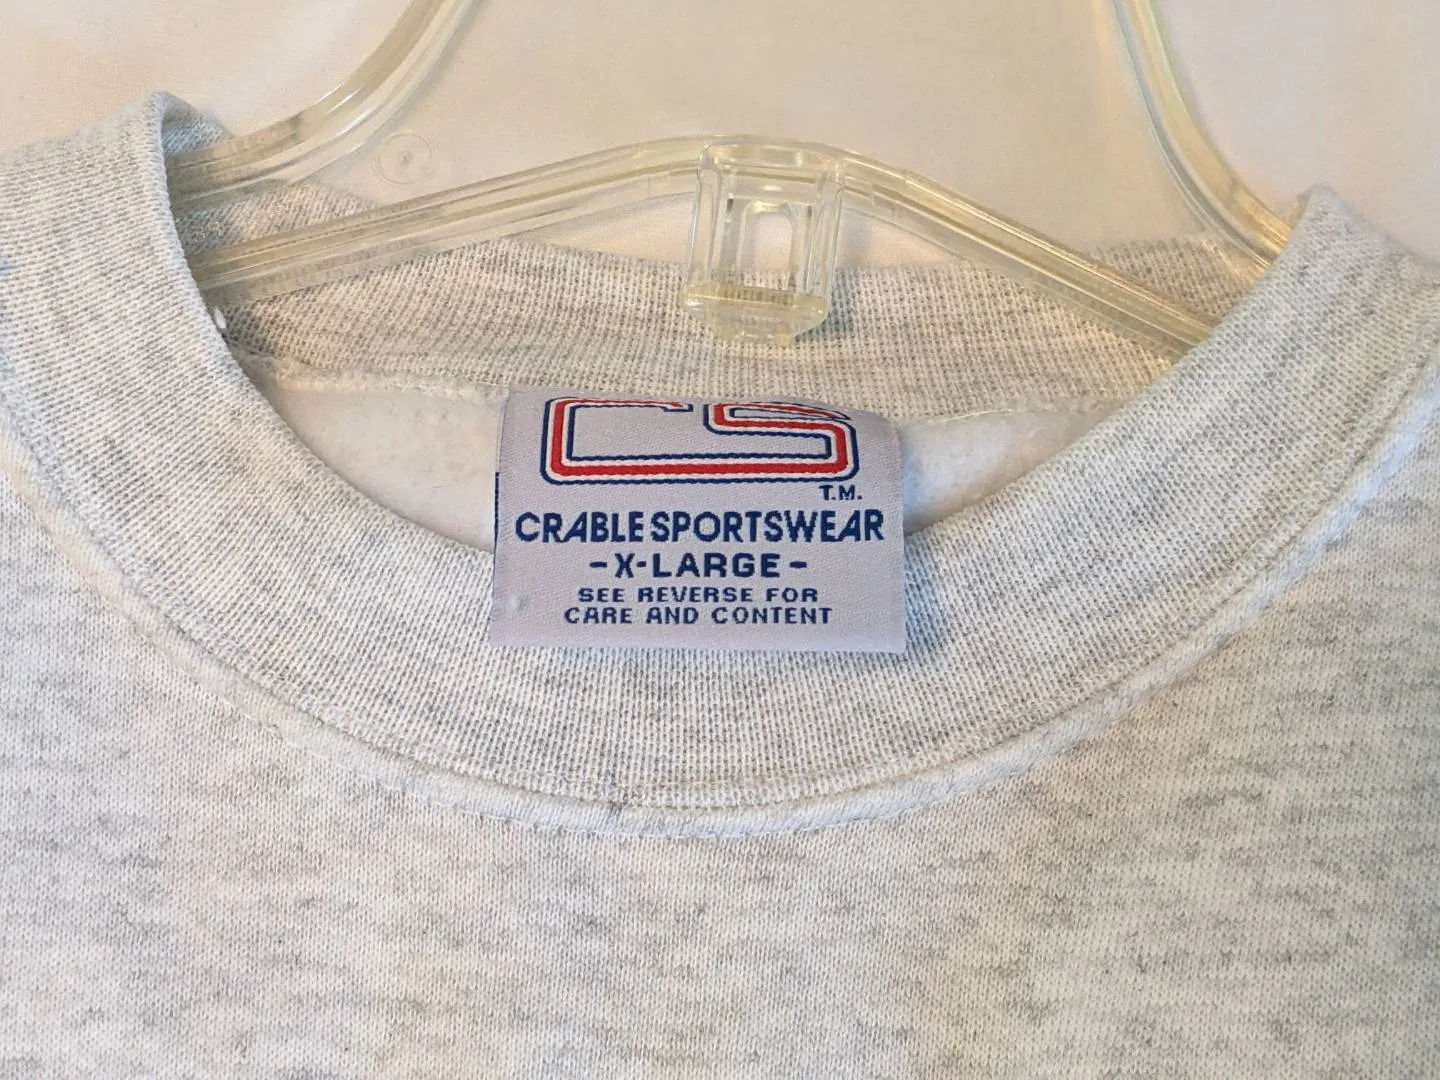 CS
T.M.
CRABLE SPORTSWEAR
-X-LARGE-
SEE REVERSE FOR
CARE AND CONTENT